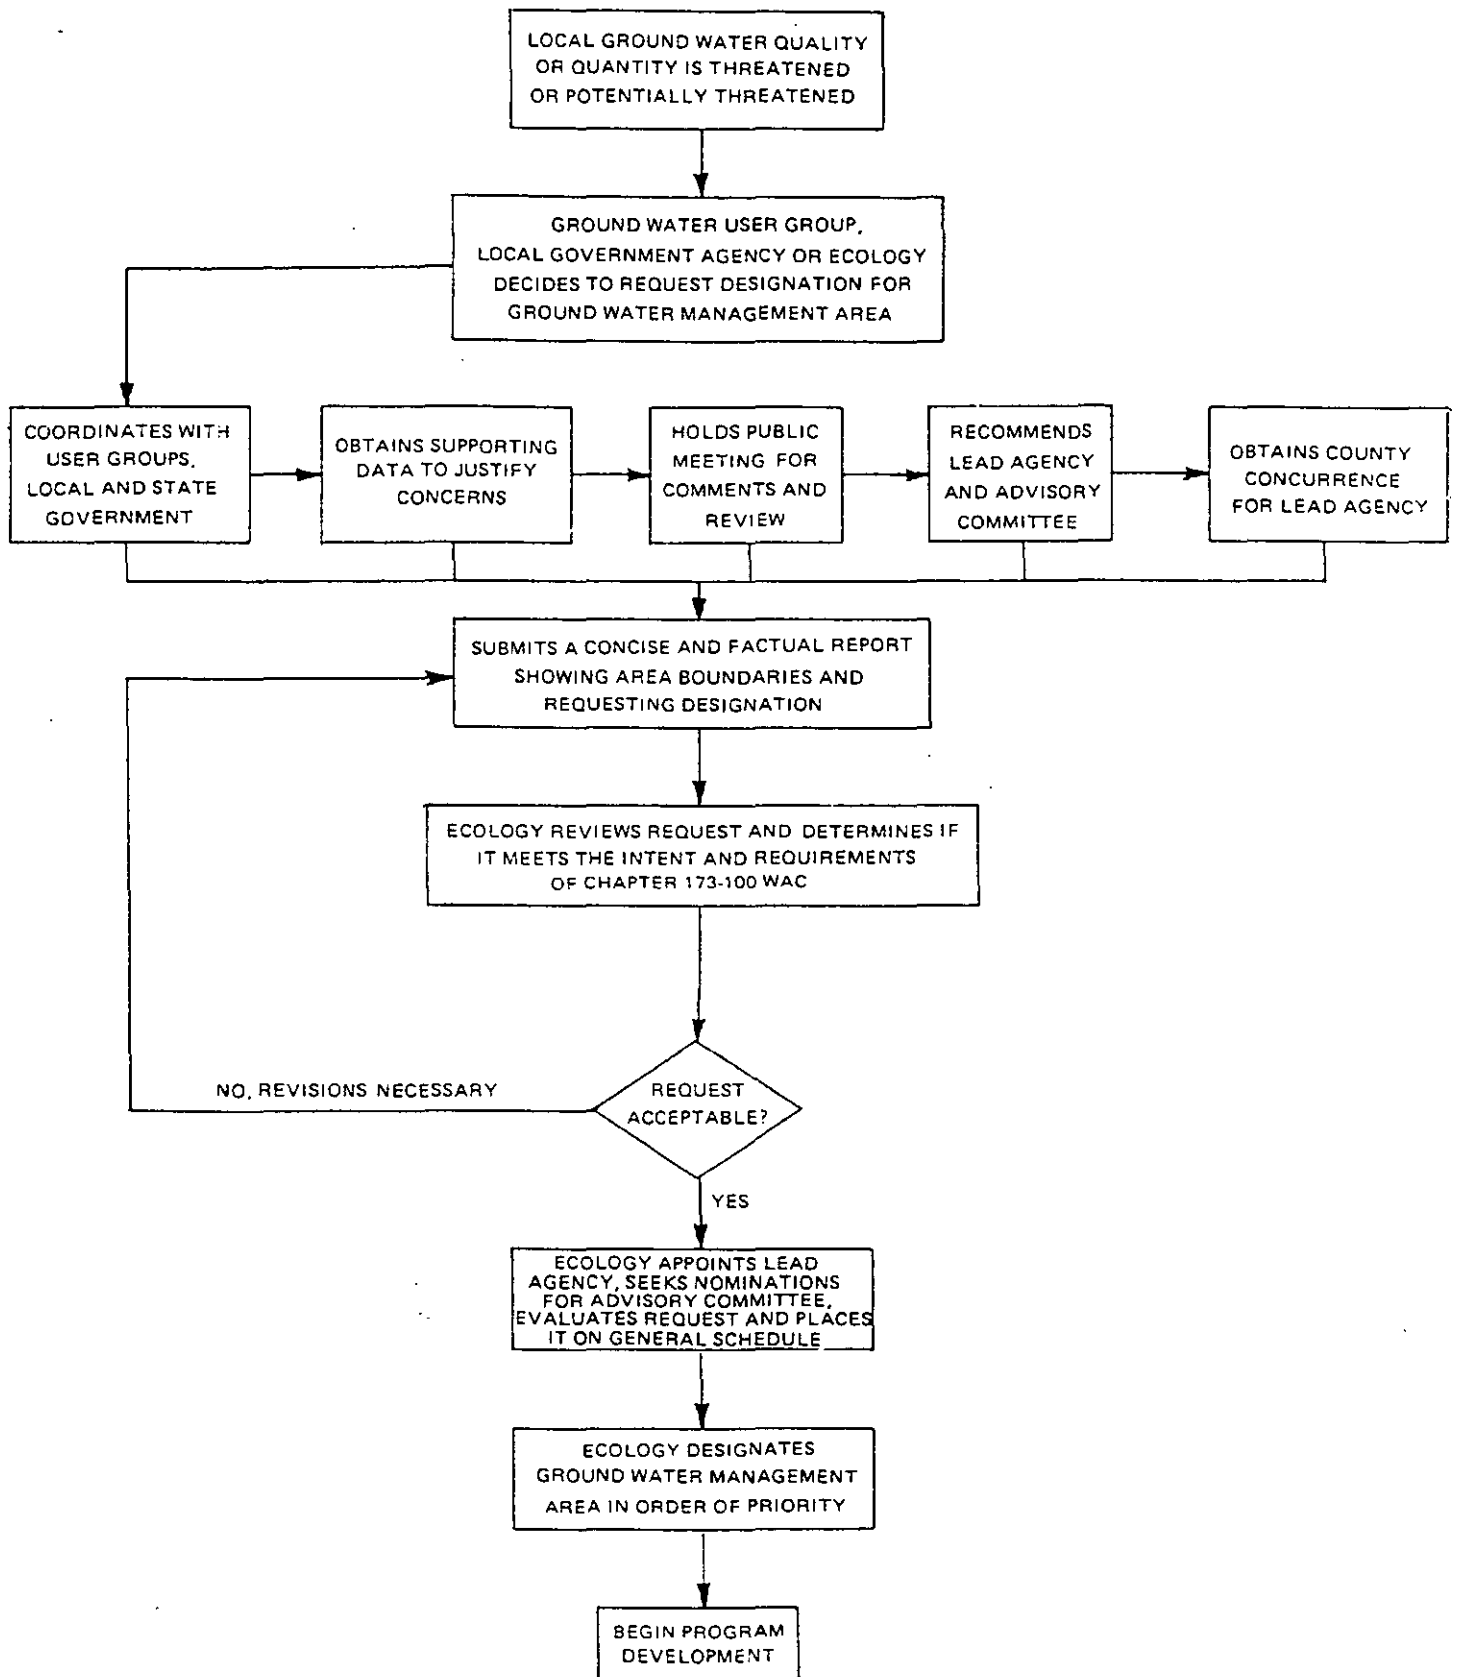 LOCAL GROUND WATER QUALITY
OR QUANTITY IS THREATENED
OR POTENTIALLY THREATENED
GROUND WATER USER GROUP,
LOCAL GOVERNMENT AGENCY OR ECOLOGY
DECIDES TO REQUEST DESIGNATION FOR
GROUND WATER MANAGEMENT AREA
COORDINATES WITH
USER GROUPS,
LOCAL AND STATE
GOVERNMENT
OBTAINS SUPPORTING
DATA TO JUSTIFY
CONCERNS
HOLDS PUBLIC
MEETING FOR
COMMENTS AND
REVIEW
RECOMMENDS
LEAD AGENCY
AND ADVISORY
COMMITTEE
OBTAINS COUNTY
CONCURRENCE
FOR LEAD AGENCY
SUBMITS A CONCISE AND FACTUAL REPORT
SHOWING AREA BOUNDARIES AND
REQUESTING DESIGNATION
ECOLOGY REVIEWS REQUEST AND DETERMINES IF
IT MEETS THE INTENT AND REQUIREMENTS
OF CHAPTER 173-100 WAC
REQUEST
ACCEPTABLE?
NO, REVISIONS NECESSARY
YES
ECOLOGY APPOINTS LEAD
AGENCY, SEEKS NOMINATIONS
FOR ADVISORY COMMITTEE,
EVALUATES REQUEST AND PLACES
IT ON GENERAL SCHEDULE
ECOLOGY DESIGNATES
GROUND WATER MANAGEMENT
AREA IN ORDER OF PRIORITY
BEGIN PROGRAM
DEVELOPMENT